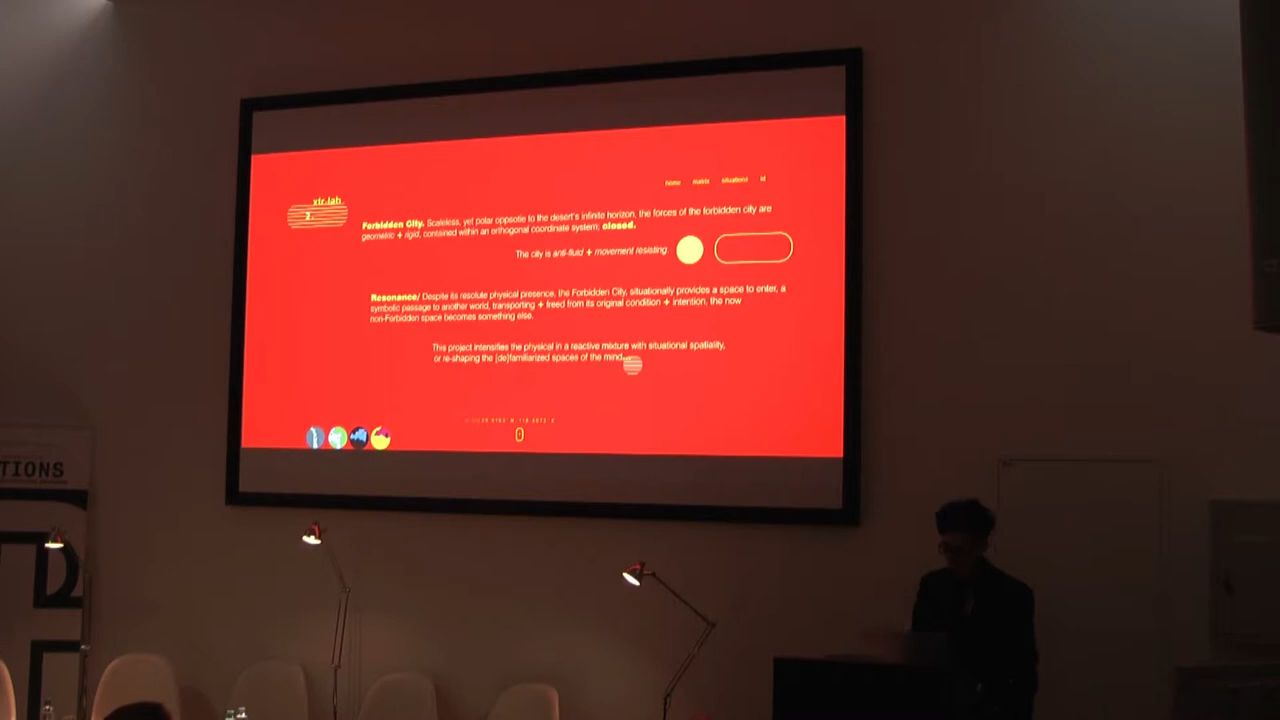 home matrix situations id
xtr-lab
2.
Forbidden City. Scaleless, yet polar oppsotie to the desert's infinite horizon, the forces of the forbidden city are
geometric + rigid, contained within an orthogonal coordinate system; closed.
The city is anti-fluid + movement resisting.
Resonance/ Despite its resolute physical presence, the Forbidden City, situationally provides a space to enter, a
symbolic passage to another world, transporting + freed from its original condition + intention, the now
non-Forbidden space becomes something else.
This project intensifies the physical in a reactive mixture with situational spatiality,
or re-shaping the [de]familiarized spaces of the mind...
0
TIONS